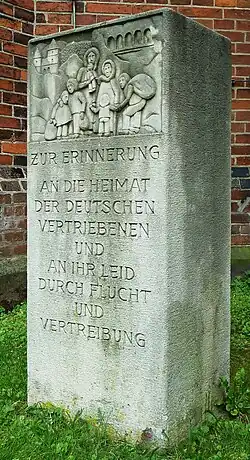 ZUR ERINNERUNG
AN DIE HEIMAT
DER DEUTSCHEN
VERTRIEBENEN
UND
AN IHR LEID
DURCH FLUCHT
UND
VERTREIBUNG